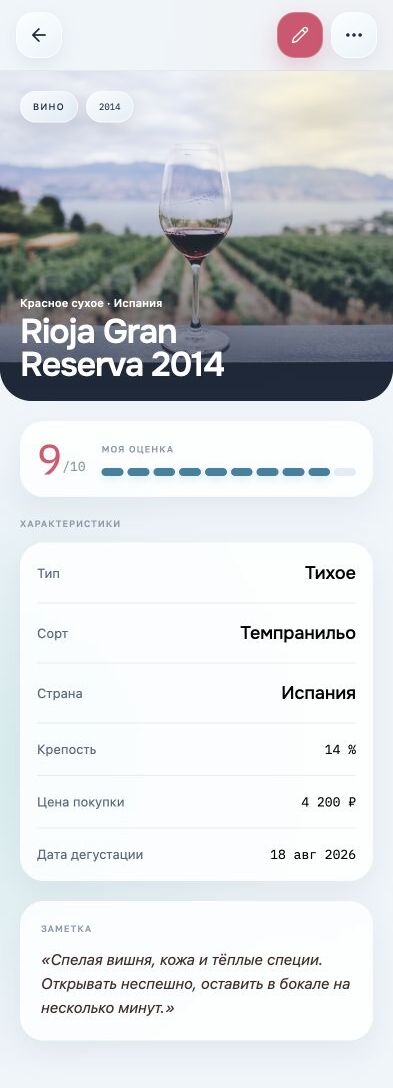 ВИНО
2014
Красное сухое · Испания
Rioja Gran
Reserva 2014
9/10
МОЯ ОЦЕНКА
ХАРАКТЕРИСТИКИ
Тип Тихое
Сорт Темпранильо
Страна Испания
Крепость 14 %
Цена покупки 4 200 ₽
Дата дегустации 18 авг 2026
ЗАМЕТКА
«Спелая вишня, кожа и тёплые специи.
Открывать неспешно, оставить в бокале на
несколько минут.»